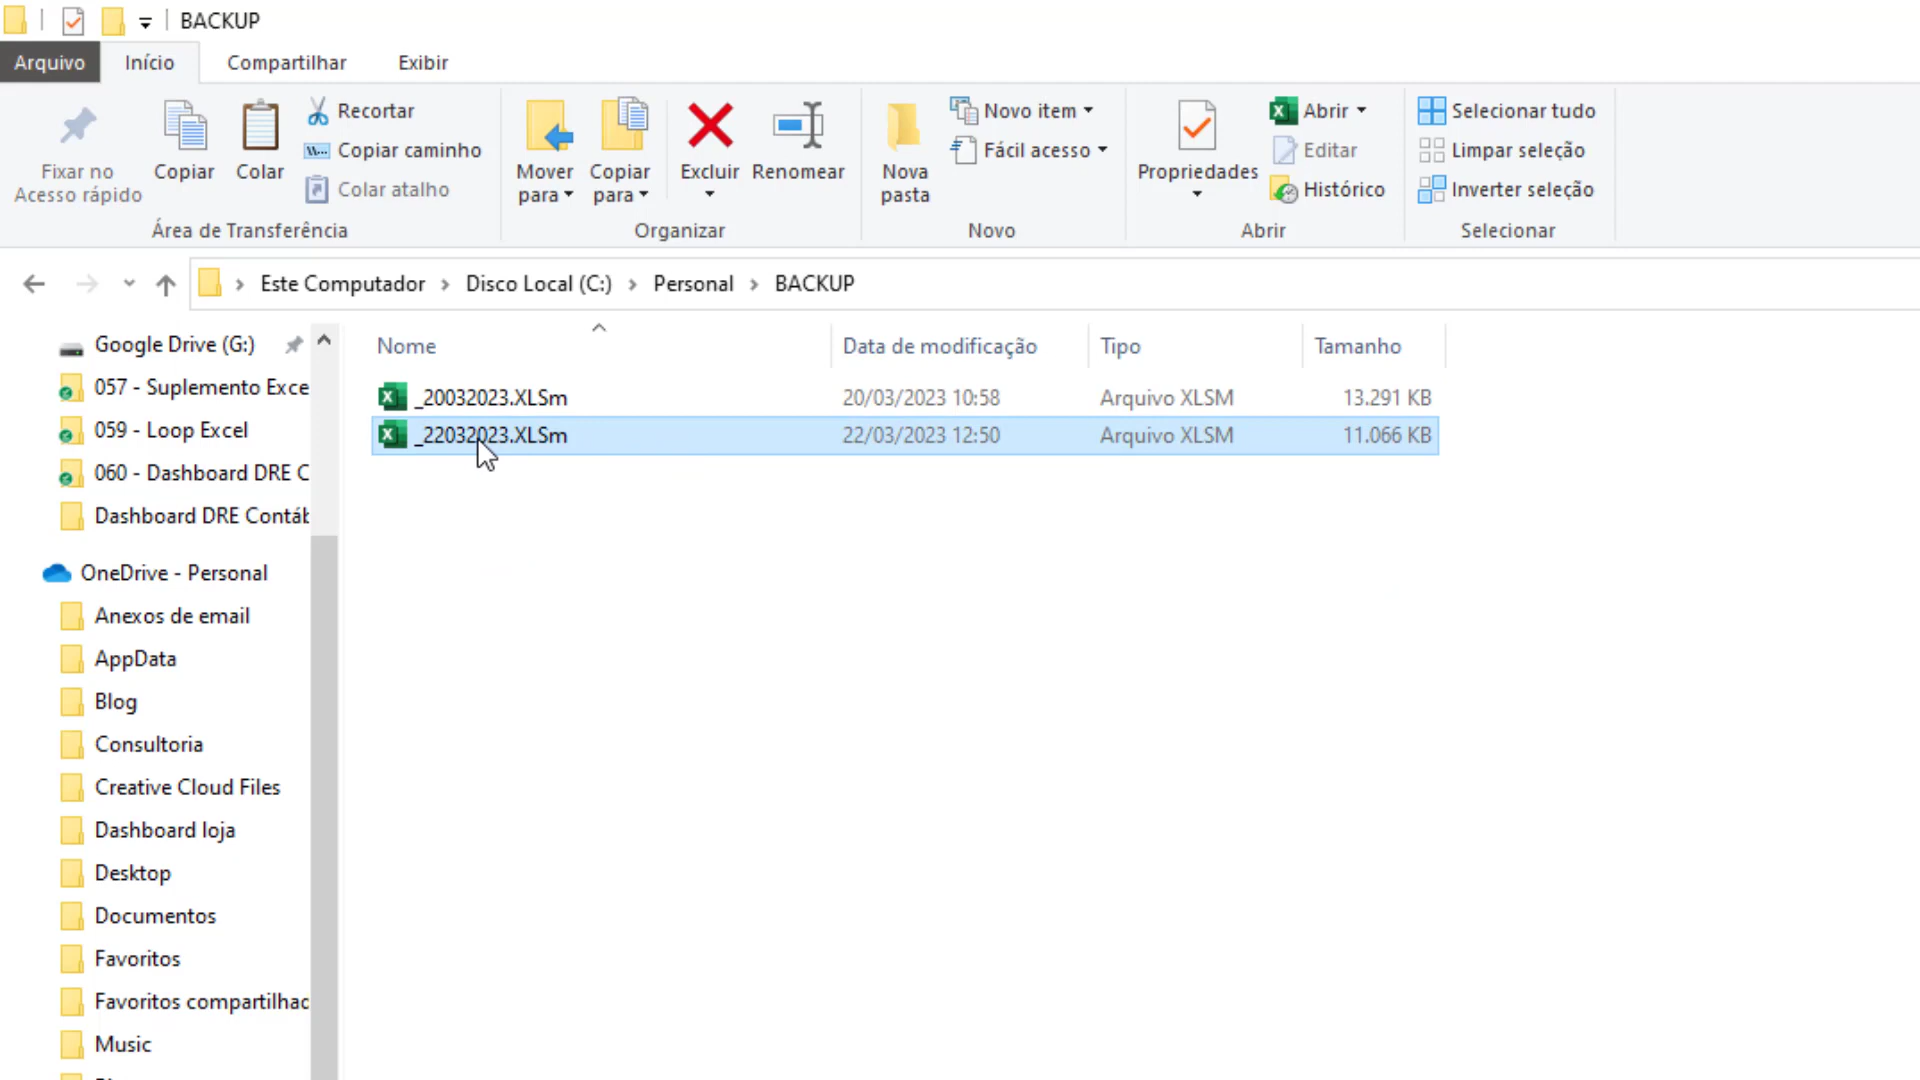 BACKUP
Arquivo Início Compartilhar Exibir
Fixar no Acesso rápido
Copiar
Colar
Recortar
Copiar caminho
Colar atalho
Área de Transferência
Mover para
Copiar para
Excluir
Renomear
Organizar
Nova pasta
Novo item
Fácil acesso
Novo
Propriedades
Abrir
Editar
Histórico
Abrir
Selecionar tudo
Limpar seleção
Inverter seleção
Selecionar
Este Computador > Disco Local (C:) > Personal > BACKUP
Google Drive (G:)
057 - Suplemento Exce
059 - Loop Excel
060 - Dashboard DRE C
Dashboard DRE Contáb
OneDrive - Personal
Anexos de email
AppData
Blog
Consultoria
Creative Cloud Files
Dashboard loja
Desktop
Documentos
Favoritos
Favoritos compartilhad
Music
Nome Data de modificação Tipo Tamanho
_20032023.XLSm 20/03/2023 10:58 Arquivo XLSM 13.291 KB
_22032023.XLSm 22/03/2023 12:50 Arquivo XLSM 11.066 KB